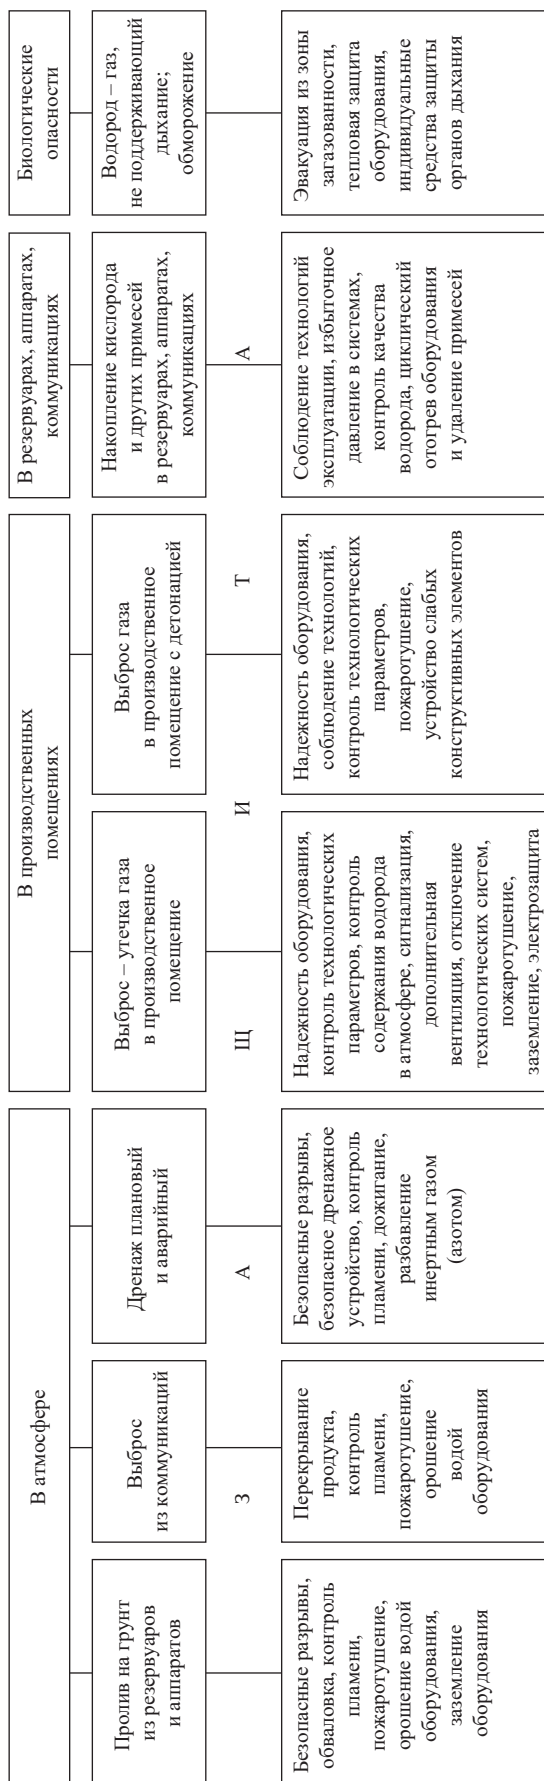 В атмосфере
В производственных
помещениях
В резервуарах, аппаратах,
коммуникациях
Биологические
опасности
Пролив на грунт
из резервуаров
и аппаратов
Выброс
из коммуникаций
Дренаж плановый
и аварийный
Выброс – утечка газа
в производственное
помещение
Выброс газа
в производственное
помещение с детонацией
Накопление кислорода
и других примесей
в резервуарах, аппаратах,
коммуникациях
Водород – газ,
не поддерживающий
дыхание;
обморожение
З А Щ И Т А
Безопасные разрывы,
обваловка, контроль
пламени,
пожаротушение,
орошение водой
оборудования,
заземление
оборудования
Перекрывание
продукта,
контроль
пламени,
пожаротушение,
орошение
водой
оборудования
Безопасные разрывы,
безопасное дренажное
устройство, контроль
пламени, дожигание,
разбавление
инертным газом
(азотом)
Надежность оборудования,
контроль технологических
параметров, контроль
содержания водорода
в атмосфере, сигнализация,
дополнительная
вентиляция, отключение
технологических систем,
пожаротушение,
заземление, электрозащита
Надежность оборудования,
соблюдение технологий,
контроль технологических
параметров,
пожаротушение,
устройство слабых
конструктивных элементов
Соблюдение технологий
эксплуатации, избыточное
давление в системах,
контроль качества
водорода, циклический
отогрев оборудования
и удаление примесей
Эвакуация из зоны
загазованности,
тепловая защита
оборудования,
индивидуальные
средства защиты
органов дыхания